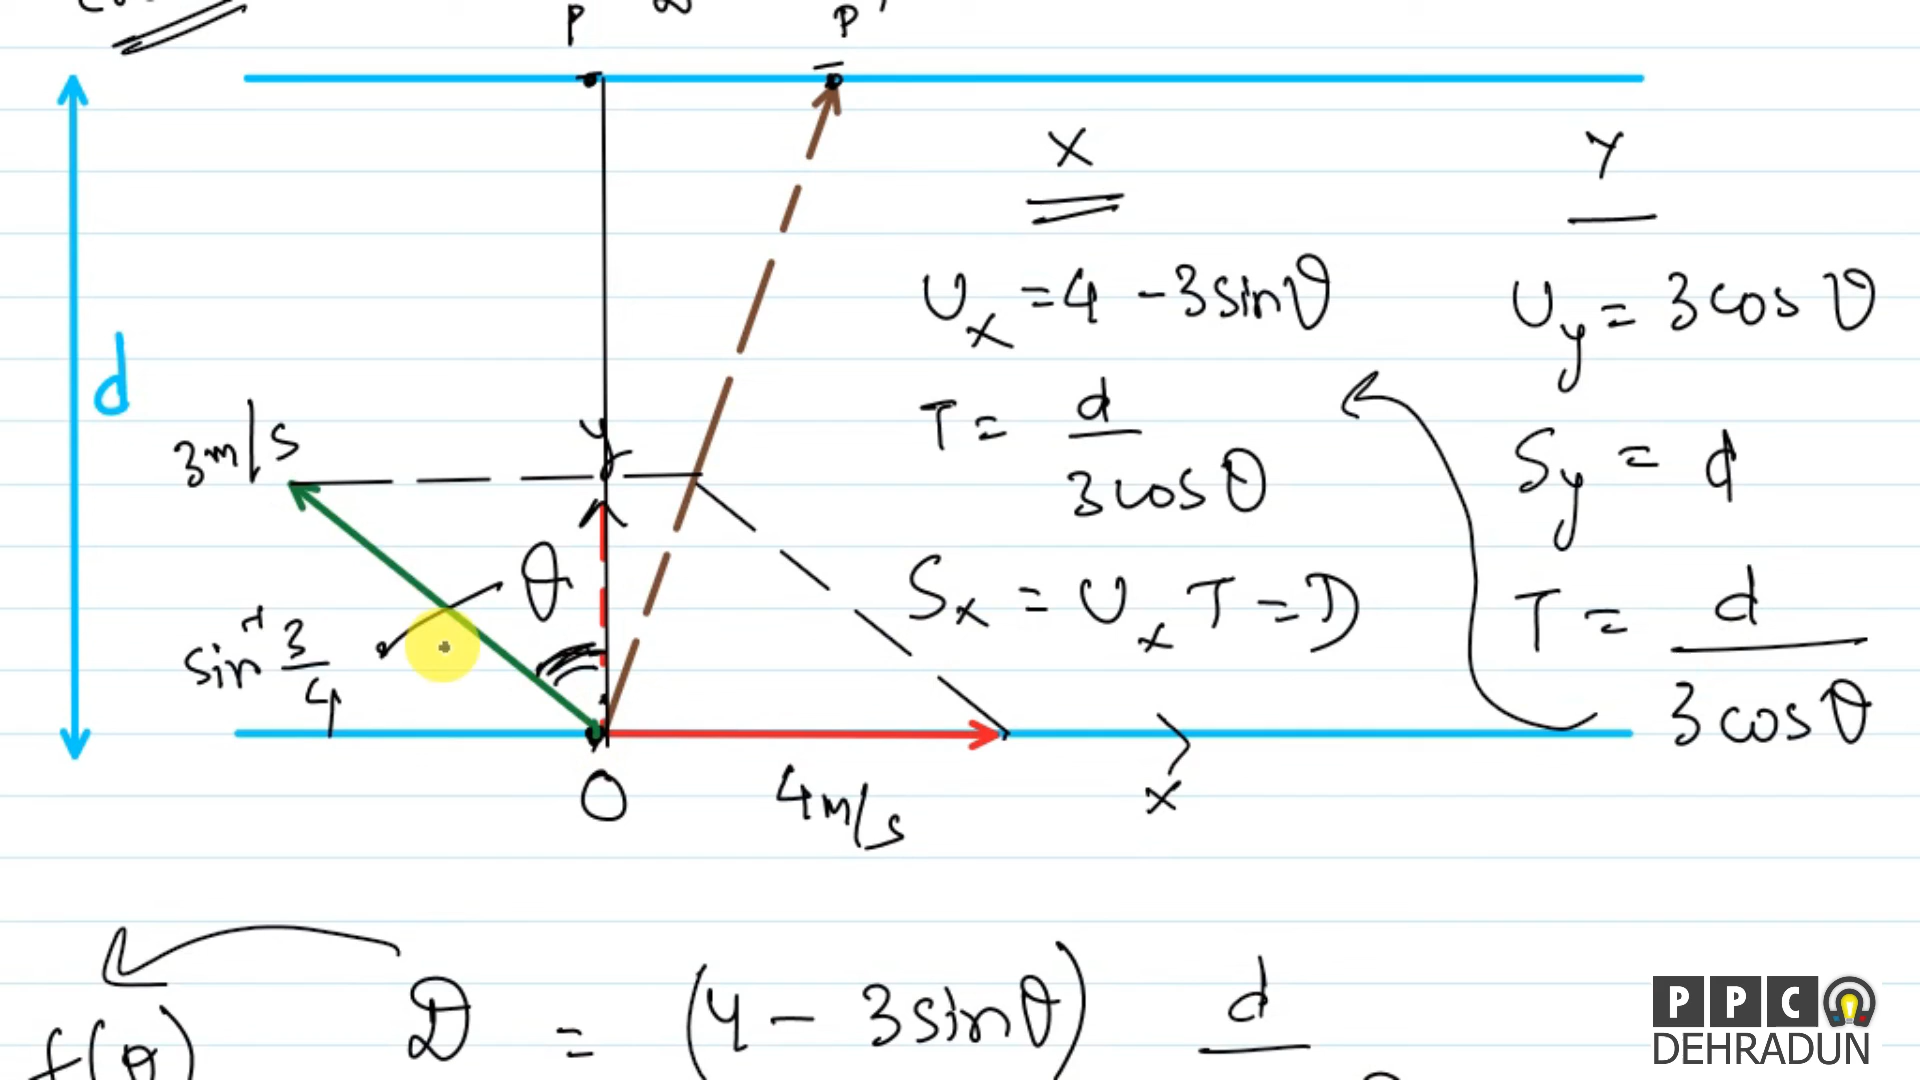 P P'
X Y
Ux = 4 - 3sinθ Uy = 3cosθ
d
T = d/3cosθ Sy = d
3m/s y
θ
Sx = Ux T = D T = d/3cosθ
sin⁻¹ 3/4
O 4m/s x
f(θ) D = (4 - 3sinθ) d
PPC
DEHRADUN